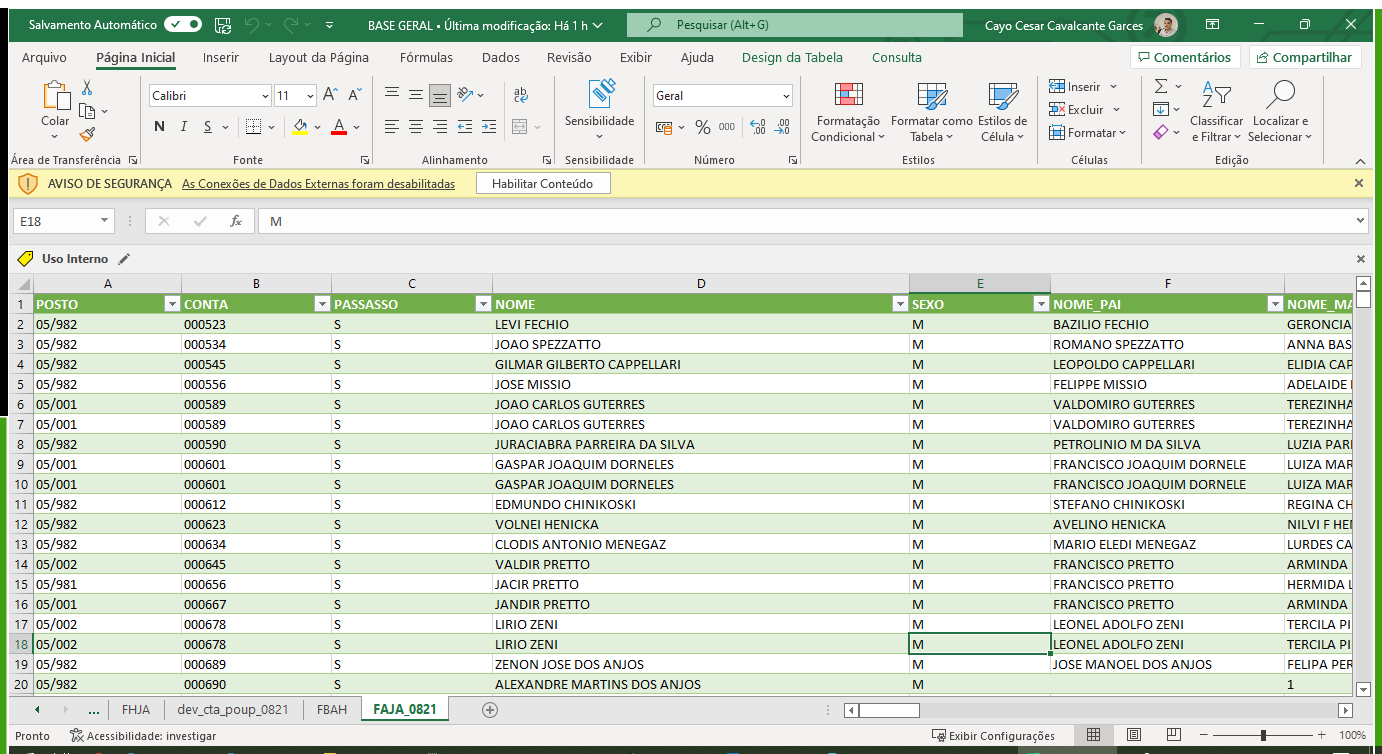 Salvamento Automático BASE GERAL • Última modificação: Há 1 h Pesquisar (Alt+G) Cayo Cesar Cavalcante Garces
Arquivo Página Inicial Inserir Layout da Página Fórmulas Dados Revisão Exibir Ajuda Design da Tabela Consulta Comentários Compartilhar
Colar Calibri 11 ab Sensibilidade Geral Formatação Condicional Formatar como Tabela Estilos de Célula Inserir Excluir Formatar Classificar e Filtrar Localizar e Selecionar
N I S A % 000
Área de Transferência Fonte Alinhamento Sensibilidade Número Estilos Células Edição
AVISO DE SEGURANÇA As Conexões de Dados Externas foram desabilitadas Habilitar Conteúdo
E18 fx M
Uso Interno
A B C D E F
1 POSTO CONTA PASSASSO NOME SEXO NOME_PAI NOME_MA
2 05/982 000523 S LEVI FECHIO M BAZILIO FECHIO GERONCIA
3 05/982 000534 S JOAO SPEZZATTO M ROMANO SPEZZATTO ANNA BAS
4 05/982 000545 S GILMAR GILBERTO CAPPELLARI M LEOPOLDO CAPPELLARI ELIDIA CAP
5 05/982 000556 S JOSE MISSIO M FELIPPE MISSIO ADELAIDE
6 05/001 000589 S JOAO CARLOS GUTERRES M VALDOMIRO GUTERRES TEREZINHA
7 05/001 000589 S JOAO CARLOS GUTERRES M VALDOMIRO GUTERRES TEREZINHA
8 05/982 000590 S JURACIABRA PARREIRA DA SILVA M PETROLINIO M DA SILVA LUZIA PARI
9 05/001 000601 S GASPAR JOAQUIM DORNELES M FRANCISCO JOAQUIM DORNELE LUIZA MAR
10 05/001 000601 S GASPAR JOAQUIM DORNELES M FRANCISCO JOAQUIM DORNELE LUIZA MAR
11 05/982 000612 S EDMUNDO CHINIKOSKI M STEFANO CHINIKOSKI REGINA CH
12 05/982 000623 S VOLNEI HENICKA M AVELINO HENICKA NILVI F HE
13 05/982 000634 S CLODIS ANTONIO MENEGAZ M MARIO ELEDI MENEGAZ LURDES CA
14 05/002 000645 S VALDIR PRETTO M FRANCISCO PRETTO ARMINDA
15 05/981 000656 S JACIR PRETTO M FRANCISCO PRETTO HERMIDA L
16 05/001 000667 S JANDIR PRETTO M FRANCISCO PRETTO ARMINDA
17 05/002 000678 S LIRIO ZENI M LEONEL ADOLFO ZENI TERCILA PI
18 05/002 000678 S LIRIO ZENI M LEONEL ADOLFO ZENI TERCILA PI
19 05/982 000689 S ZENON JOSE DOS ANJOS M JOSE MANOEL DOS ANJOS FELIPA PER
20 05/982 000690 S ALEXANDRE MARTINS DOS ANJOS M 1
... FHJA dev_cta_poup_0821 FBAH FAJA_0821
Pronto Acessibilidade: investigar Exibir Configurações 100%